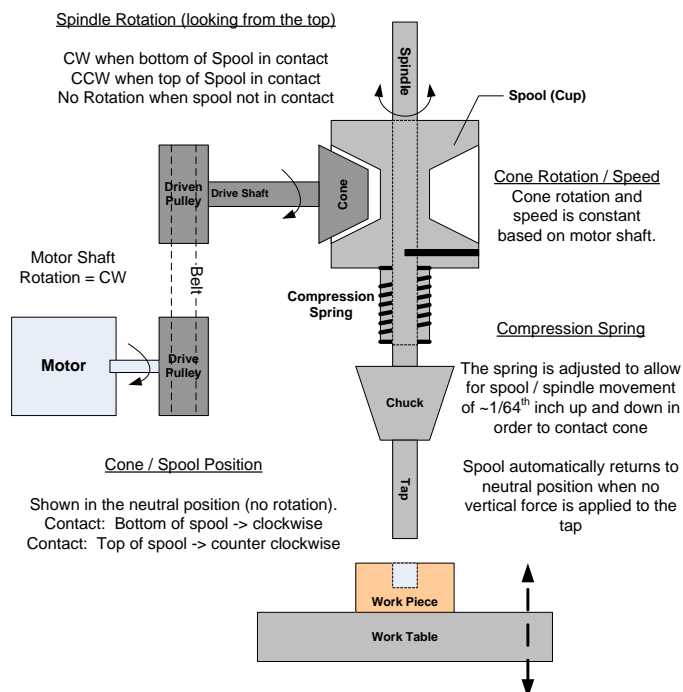 Spindle Rotation (looking from the top)
CW when bottom of Spool in contact
CCW when top of Spool in contact
No Rotation when spool not in contact
Spindle
Spool (Cup)
Driven
Pulley
Drive Shaft
Cone
Cone Rotation / Speed
Cone rotation and
speed is constant
based on motor shaft.
Motor Shaft
Rotation = CW
Belt
Compression
Spring
Motor
Drive
Pulley
Compression Spring
The spring is adjusted to allow
for spool / spindle movement
of ~1/64th inch up and down in
order to contact cone
Spool automatically returns to
neutral position when no
vertical force is applied to the
tap
Chuck
Cone / Spool Position
Shown in the neutral position (no rotation).
Contact: Bottom of spool -> clockwise
Contact: Top of spool -> counter clockwise
Tap
Work Piece
Work Table